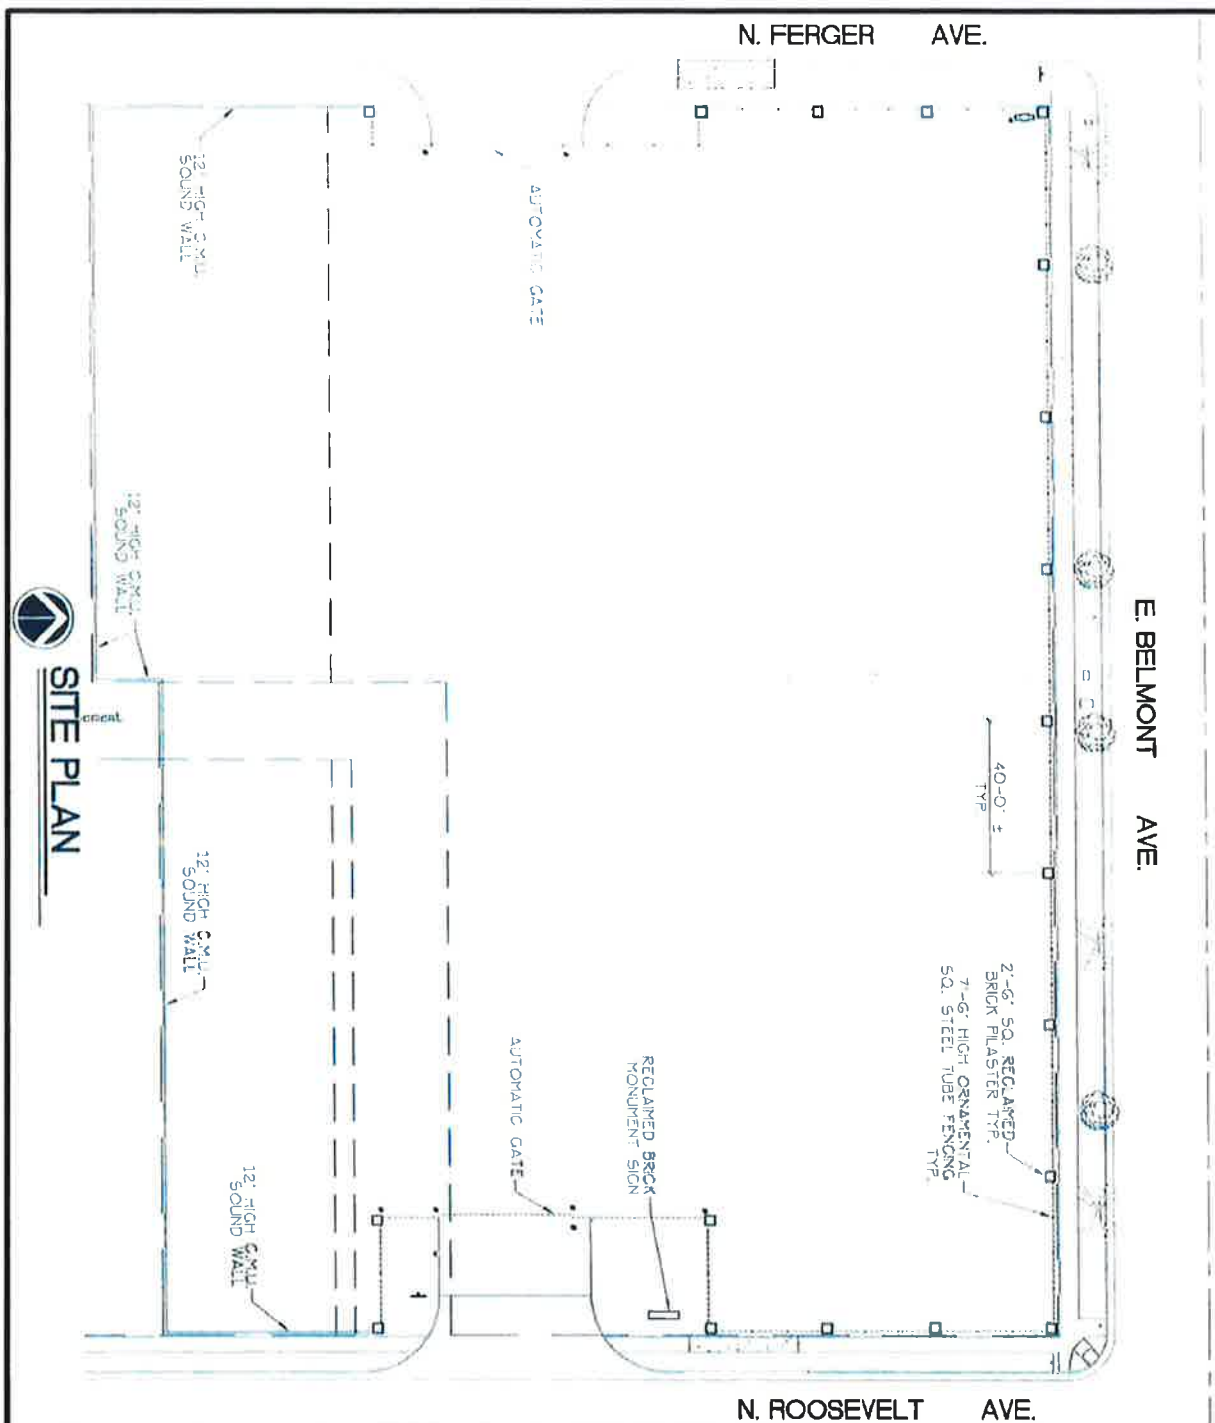 N. FERGER AVE.
12' HIGH C.M.U.
SOUND WALL
AUTOMATIC GATE
12' HIGH C.M.U.
SOUND WALL
E. BELMONT AVE.
SITE PLAN
40'-0" ±
TYP
12' HIGH C.M.U.
SOUND WALL
2'-6" SQ. RECLAIMED
BRICK PILASTER TYP.
7'-6" HIGH ORNAMENTAL
SQ. STEEL TUBE FENCING
TYP.
RECLAIMED BRICK
MONUMENT SIGN
AUTOMATIC GATE
12' HIGH C.M.U.
SOUND WALL
N. ROOSEVELT AVE.